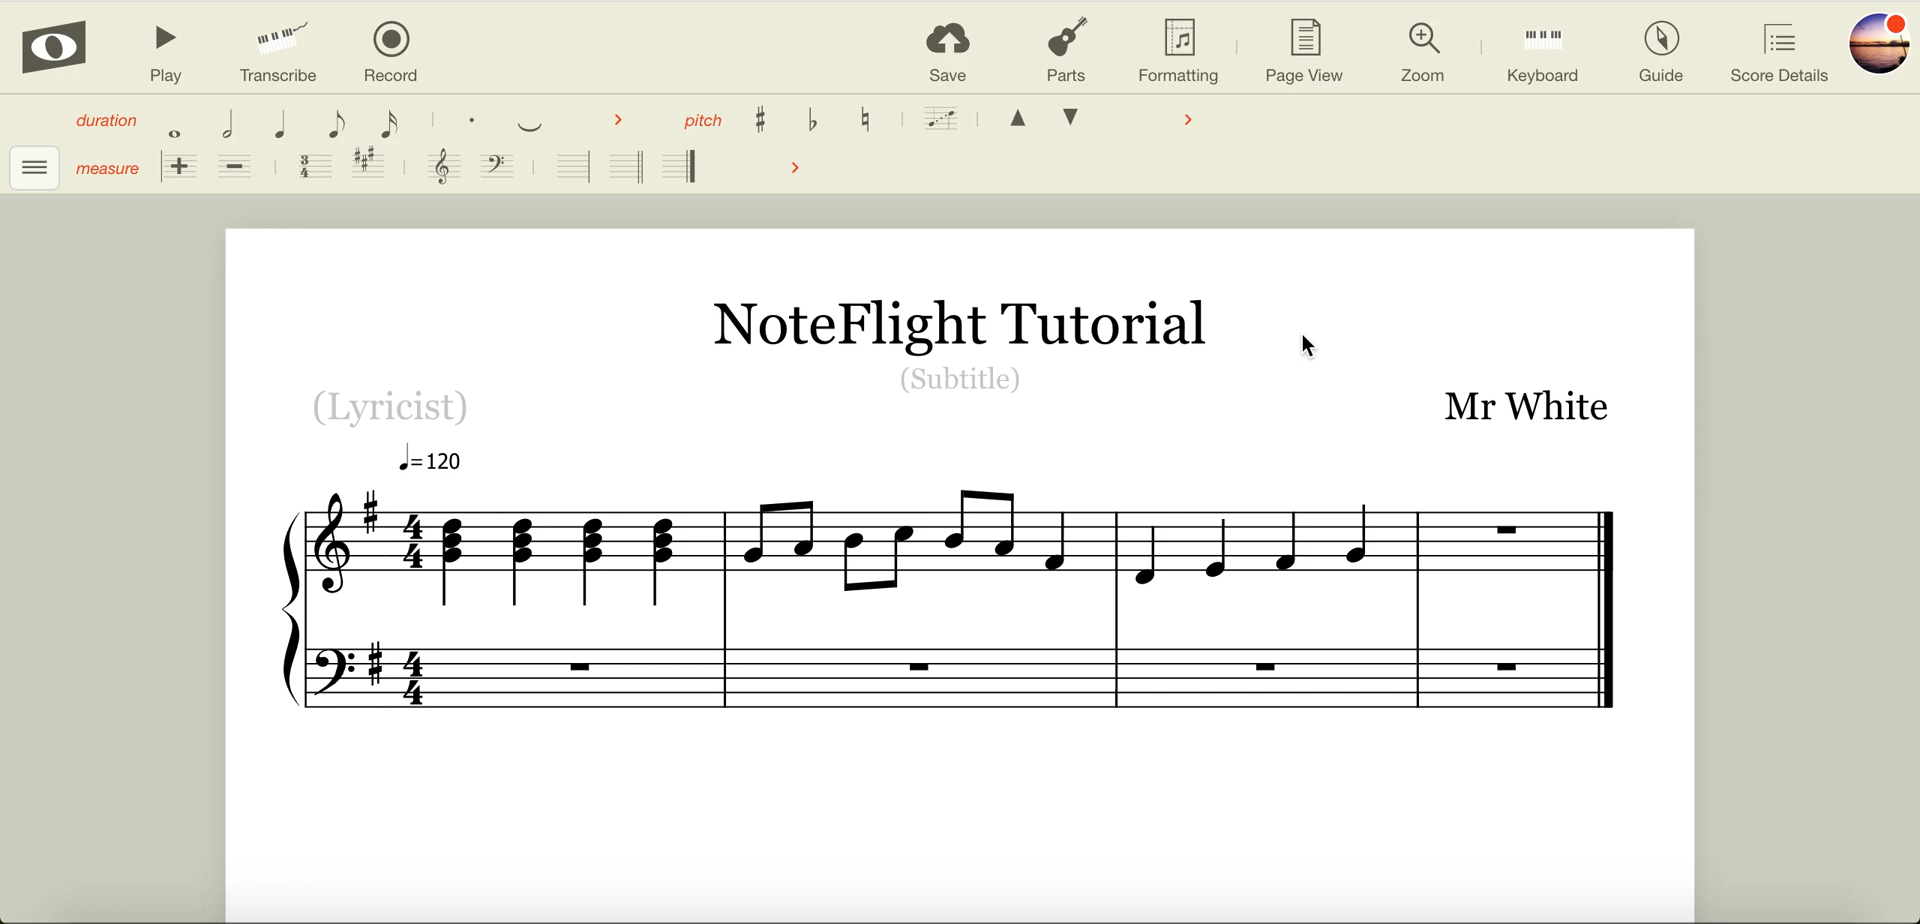 Play Transcribe Record Save Parts Formatting Page View Zoom Keyboard Guide Score Details
duration pitch
measure
NoteFlight Tutorial
(Subtitle)
(Lyricist) Mr White
♩=120